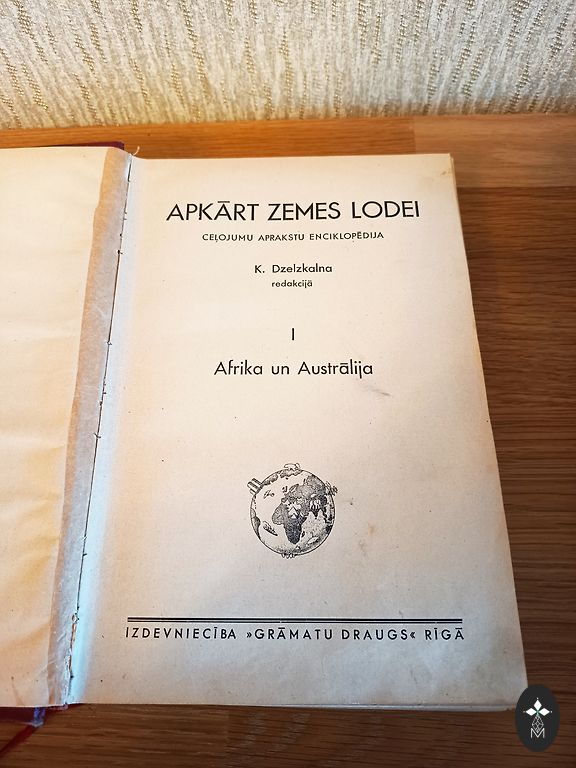 APKĀRT ZEMES LODEI
CEĻOJUMU APRAKSTU ENCIKLOPĒDIJA
K. Dzelzkalna
redakcijā
I
Afrika un Austrālija
IZDEVNIECĪBA »GRĀMATU DRAUGS« RĪGĀ
M